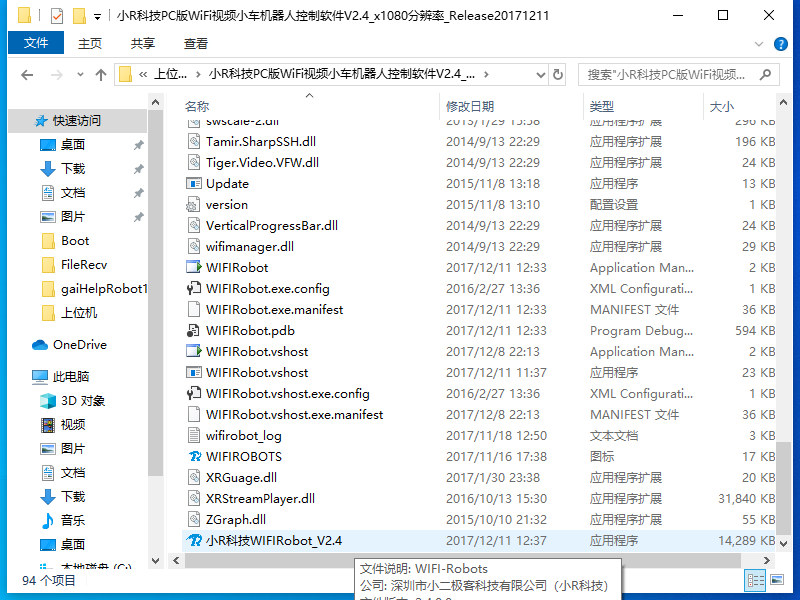 小R科技PC版WiFi视频小车机器人控制软件V2.4_x1080分辨率_Release20171211
文件 主页 共享 查看
« 上位... › 小R科技PC版WiFi视频小车机器人控制软件V2.4_... › 搜索"小R科技PC版WiFi视频...
名称 修改日期 类型 大小
快速访问
桌面
下载
文档
图片
Boot
FileRecv
gaiHelpRobot1
上位机
OneDrive
此电脑
3D 对象
视频
图片
文档
下载
音乐
桌面
本地磁盘 (C:)
swscale-2.dll 2013/1/29 15:58 应用程序扩展 296 KB
Tamir.SharpSSH.dll 2014/9/13 22:29 应用程序扩展 196 KB
Tiger.Video.VFW.dll 2014/9/13 22:29 应用程序扩展 24 KB
Update 2015/11/8 13:18 应用程序 13 KB
version 2015/11/8 13:10 配置设置 1 KB
VerticalProgressBar.dll 2014/9/13 22:29 应用程序扩展 24 KB
wifimanager.dll 2014/9/13 22:29 应用程序扩展 29 KB
WIFIRobot 2017/12/11 12:33 Application Man... 2 KB
WIFIRobot.exe.config 2016/2/27 13:36 XML Configurati... 1 KB
WIFIRobot.exe.manifest 2017/12/11 12:33 MANIFEST 文件 36 KB
WIFIRobot.pdb 2017/12/11 12:33 Program Debug... 594 KB
WIFIRobot.vshost 2017/12/8 22:13 Application Man... 2 KB
WIFIRobot.vshost 2017/12/11 11:37 应用程序 23 KB
WIFIRobot.vshost.exe.config 2016/2/27 13:36 XML Configurati... 1 KB
WIFIRobot.vshost.exe.manifest 2017/12/8 22:13 MANIFEST 文件 36 KB
wifirobot_log 2017/11/18 12:50 文本文档 3 KB
WIFIROBOTS 2017/11/16 17:38 图标 17 KB
XRGuage.dll 2017/1/30 23:38 应用程序扩展 20 KB
XRStreamPlayer.dll 2016/10/13 15:30 应用程序扩展 31,840 KB
ZGraph.dll 2015/10/10 21:32 应用程序扩展 55 KB
小R科技WIFIRobot_V2.4 2017/12/11 12:37 应用程序 14,289 KB
文件说明: WIFI-Robots
公司: 深圳市小二极客科技有限公司（小R科技）
94 个项目